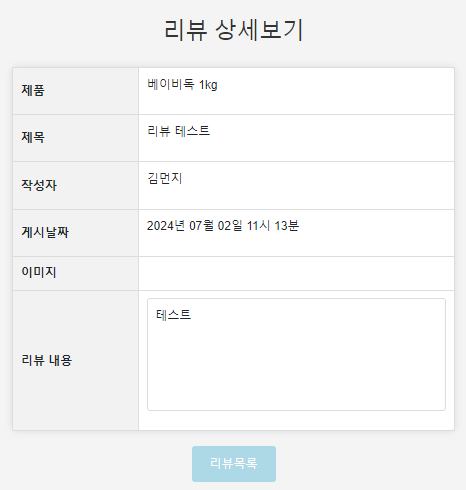 리뷰 상세보기
제품 베이비독 1kg
제목 리뷰 테스트
작성자 김먼지
게시날짜 2024년 07월 02일 11시 13분
이미지
리뷰 내용 테스트
리뷰목록